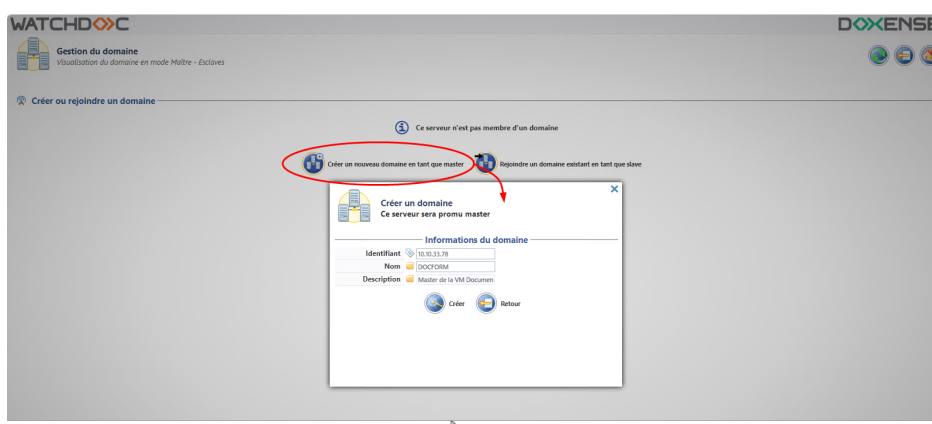 WATCHDOC
DOXENSE
Gestion du domaine
Visualisation du domaine en mode Maître - Esclaves
Créer ou rejoindre un domaine
Ce serveur n'est pas membre d'un domaine
Créer un nouveau domaine en tant que master
Rejoindre un domaine existant en tant que slave
Créer un domaine
Ce serveur sera promu master
Informations du domaine
Identifiant 10.10.33.78
Nom DOCFORM
Description Master de la VM Documen
Créer Retour